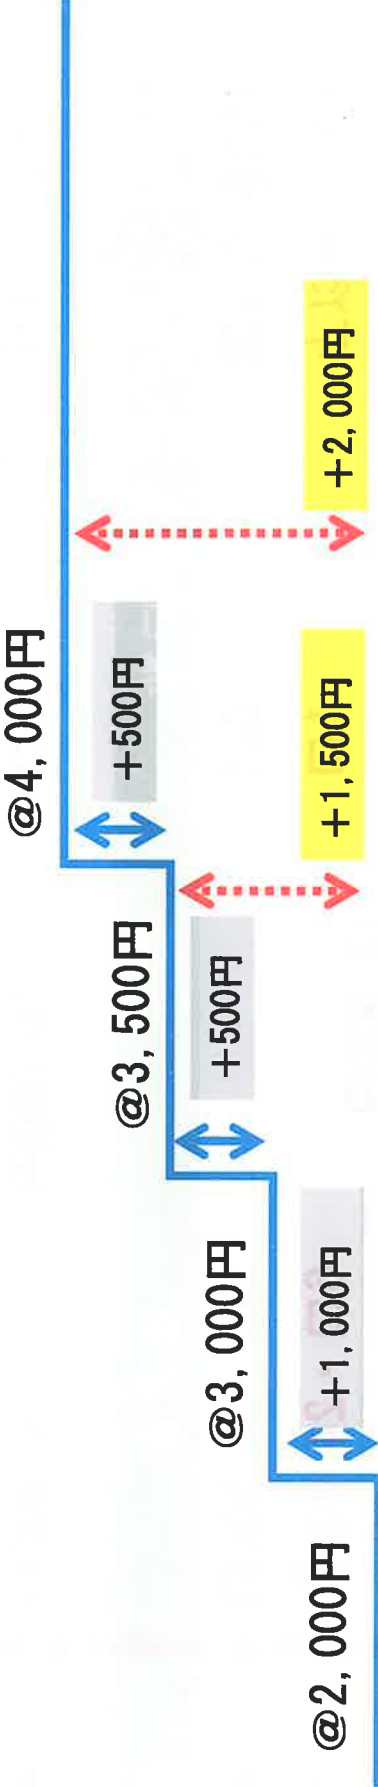 @4, 000円
@3, 500円
+500円
@3, 000円
+500円
@2, 000円
+1, 000円
+1, 500円
+2, 000円